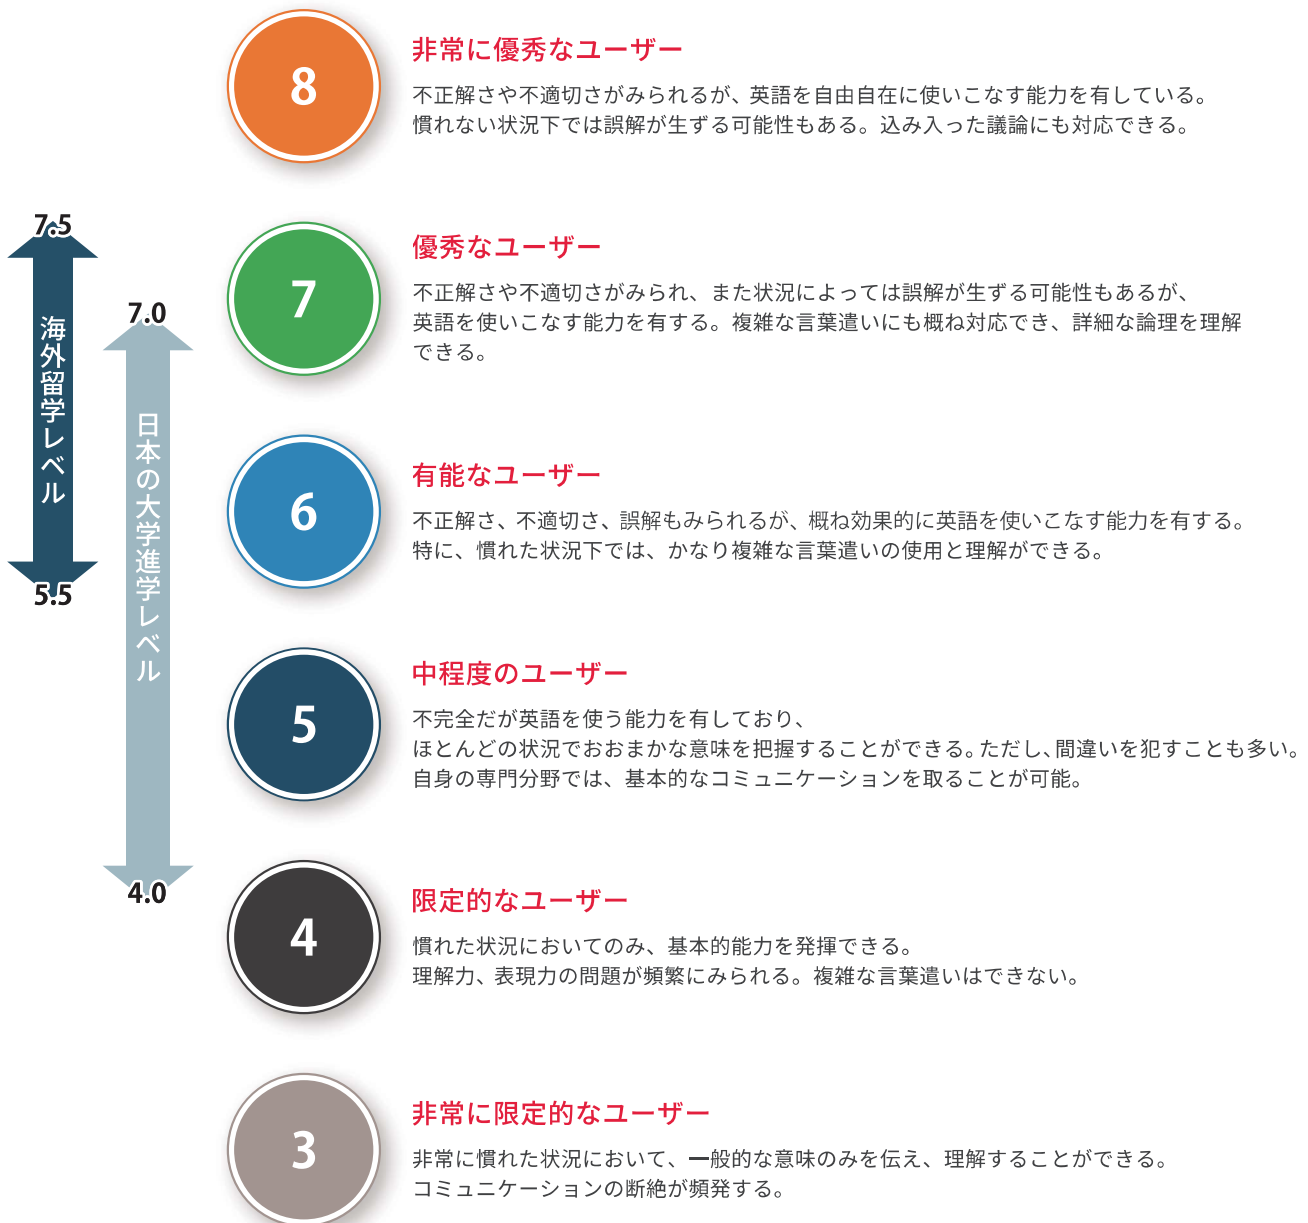 8
非常に優秀なユーザー
不正解さや不適切さがみられるが、英語を自由自在に使いこなす能力を有している。
慣れない状況下では誤解が生ずる可能性もある。込み入った議論にも対応できる。
7.5
海外留学レベル
5.5
7.0
日本の大学進学レベル
4.0
7
優秀なユーザー
不正解さや不適切さがみられ、また状況によっては誤解が生ずる可能性もあるが、
英語を使いこなす能力を有する。複雑な言葉遣いにも概ね対応でき、詳細な論理を理解
できる。
6
有能なユーザー
不正解さ、不適切さ、誤解もみられるが、概ね効果的に英語を使いこなす能力を有する。
特に、慣れた状況下では、かなり複雑な言葉遣いの使用と理解ができる。
5
中程度のユーザー
不完全だが英語を使う能力を有しており、
ほとんどの状況でおおまかな意味を把握することができる。ただし、間違いを犯すことも多い。
自身の専門分野では、基本的なコミュニケーションを取ることが可能。
4
限定的なユーザー
慣れた状況においてのみ、基本的能力を発揮できる。
理解力、表現力の問題が頻繁にみられる。複雑な言葉遣いはできない。
3
非常に限定的なユーザー
非常に慣れた状況において、一般的な意味のみを伝え、理解することができる。
コミュニケーションの断絶が頻発する。